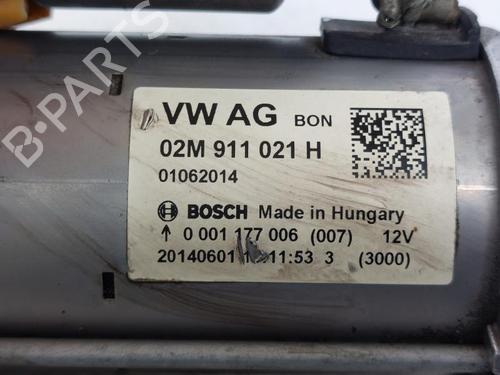 VW AG BON
02M 911 021 H
01062014
BOSCH Made in Hungary
↑ 0 001 177 006 (007) 12V
20140601 11:53 3 (3000)
B-PARTS